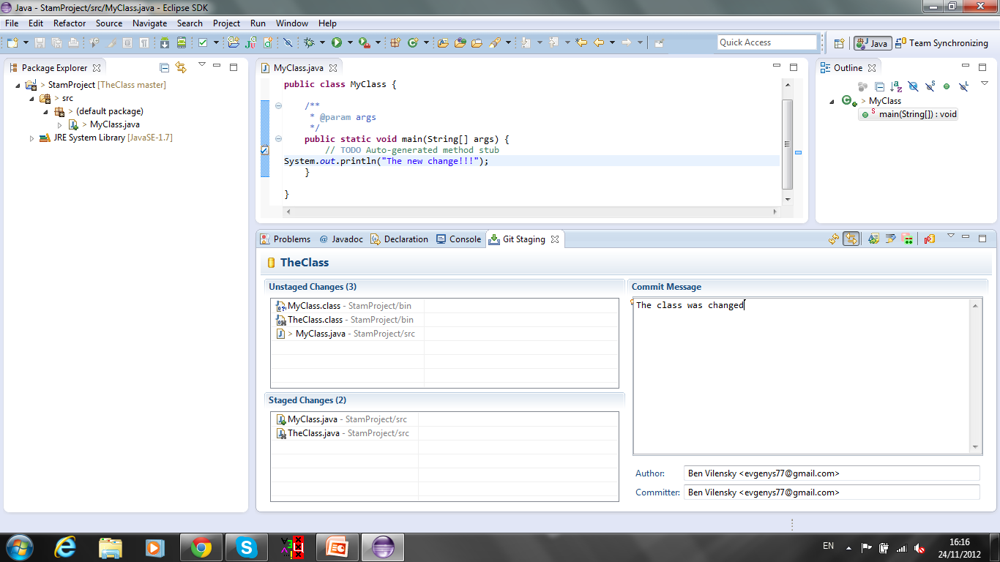 Java - StamProject/src/MyClass.java - Eclipse SDK
File Edit Refactor Source Navigate Search Project Run Window Help
Quick Access
Java
Team Synchronizing
Package Explorer
> StamProject [TheClass master]
> src
> (default package)
> MyClass.java
JRE System Library [JavaSE-1.7]
MyClass.java
public class MyClass {
/**
* @param args
*/
public static void main(String[] args) {
// TODO Auto-generated method stub
System.out.println("The new change!!!");
}
}
Outline
> MyClass
main(String[]) : void
Problems @ Javadoc Declaration Console Git Staging
TheClass
Unstaged Changes (3)
MyClass.class - StamProject/bin
TheClass.class - StamProject/bin
> MyClass.java - StamProject/src
Staged Changes (2)
MyClass.java - StamProject/src
TheClass.java - StamProject/src
Commit Message
The class was changed
Author: Ben Vilensky <evgenys77@gmail.com>
Committer: Ben Vilensky <evgenys77@gmail.com>
EN
16:16
24/11/2012